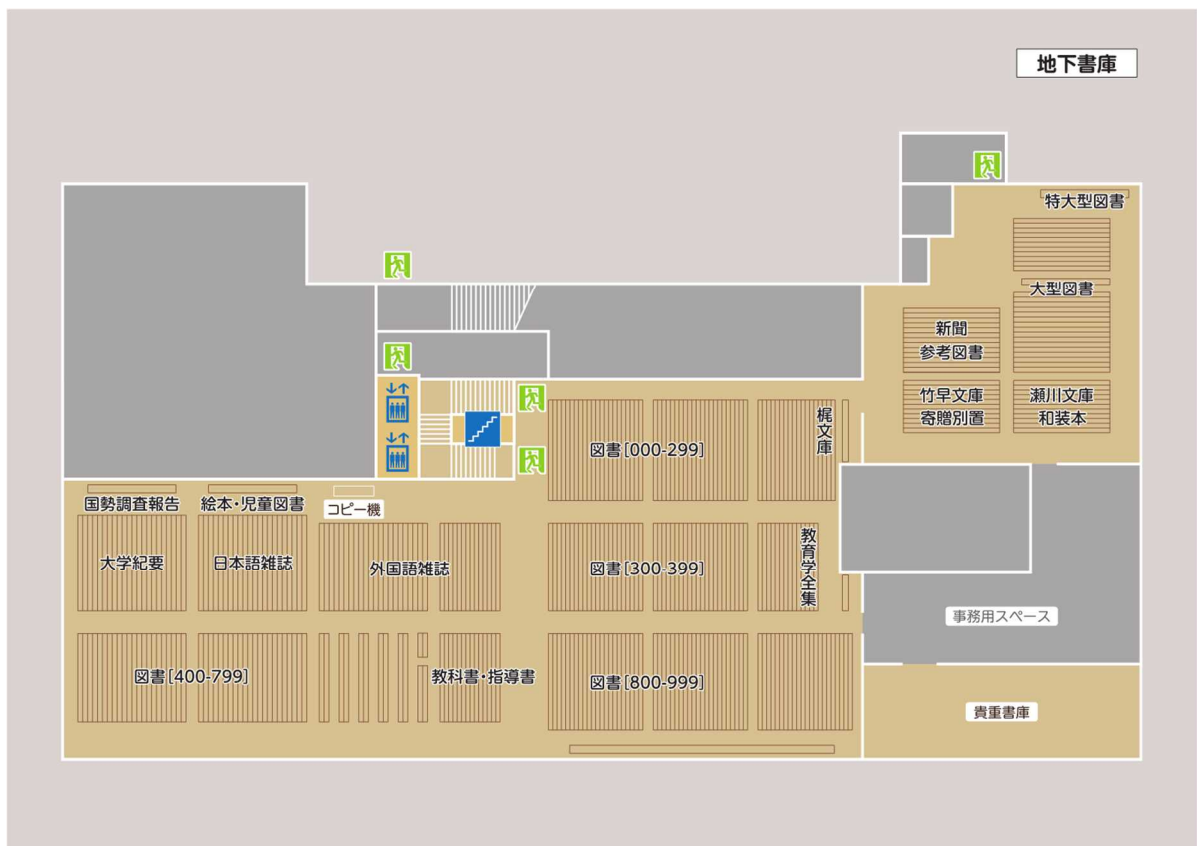 地下書庫
特大型図書
大型図書
新聞
参考図書
竹早文庫
寄贈別置
瀬川文庫
和装本
図書[000-299]
梶文庫
国勢調査報告
絵本・児童図書
コピー機
大学紀要
日本語雑誌
外国語雑誌
図書[300-399]
教育学全集
事務用スペース
図書[400-799]
教科書・指導書
図書[800-999]
貴重書庫